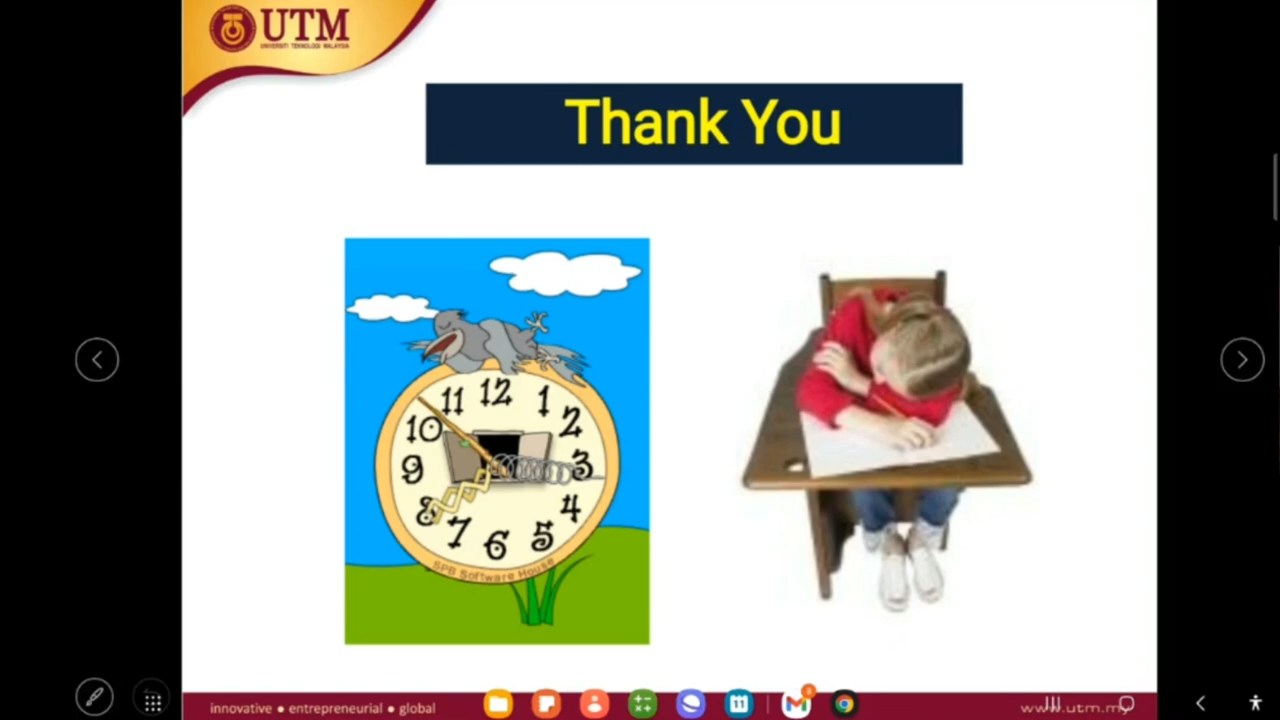 UTM
UNIVERSITI TEKNOLOGI MALAYSIA
Thank You
12
11
1
10
2
9
3
8
4
7
5
6
SPB Software House
innovative ● entrepreneurial ● global
11
www.utm.my